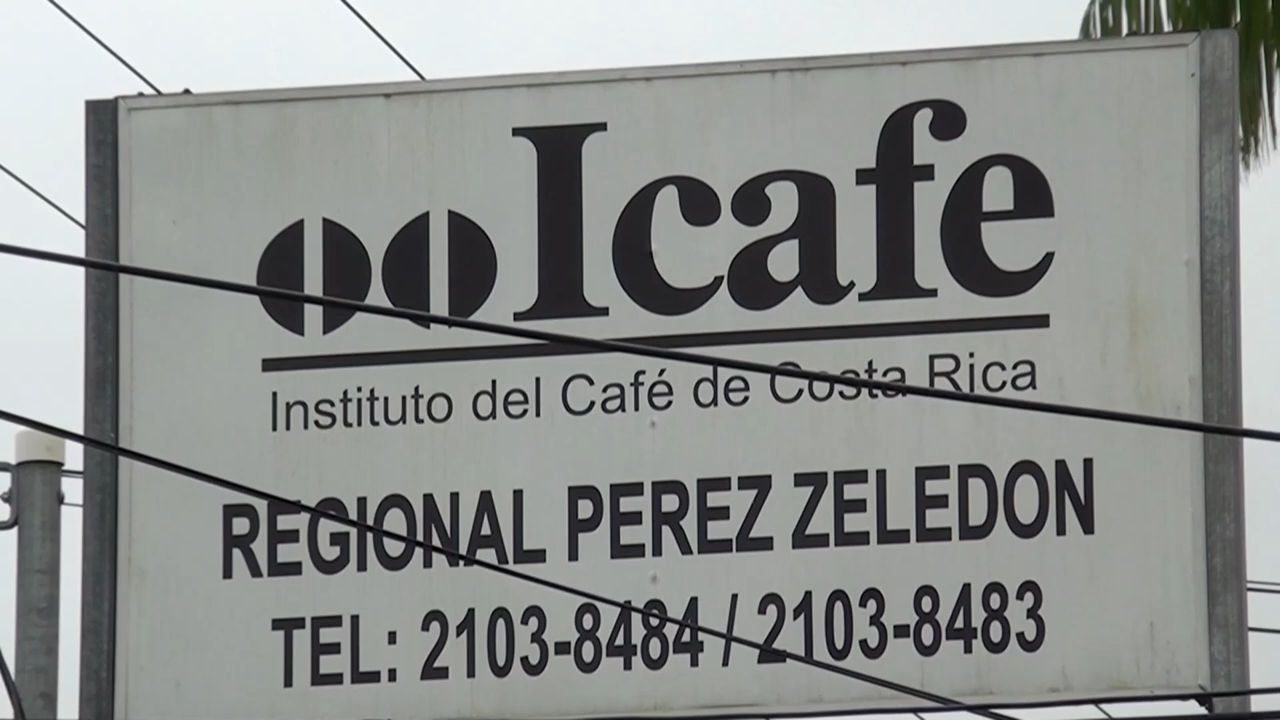 Icafe
Instituto del Café de Costa Rica
REGIONAL PEREZ ZELEDON
TEL: 2103-8484 / 2103-8483